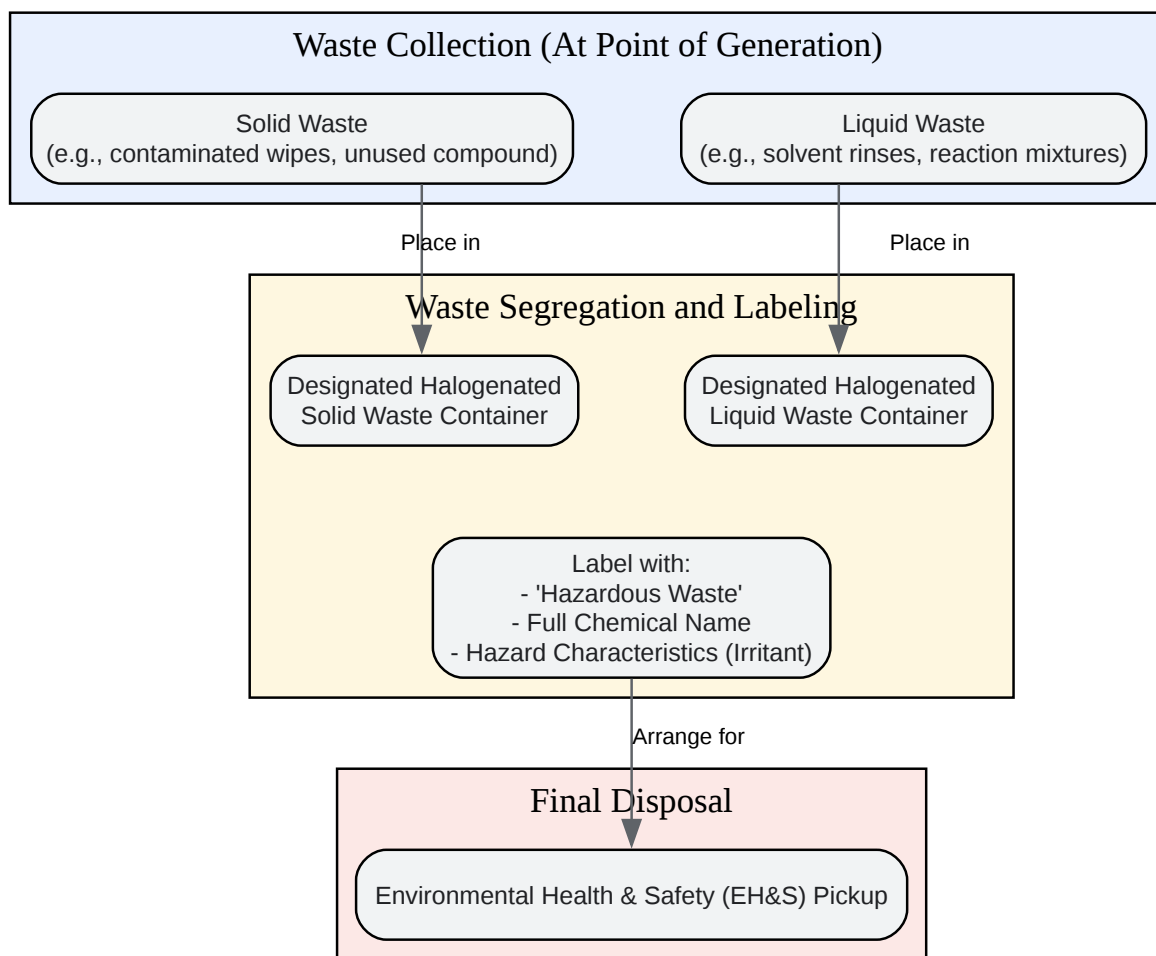 Waste Collection (At Point of Generation)
Solid Waste
(e.g., contaminated wipes, unused compound)
Liquid Waste
(e.g., solvent rinses, reaction mixtures)
Place in
Place in
Waste Segregation and Labeling
Designated Halogenated
Solid Waste Container
Designated Halogenated
Liquid Waste Container
Label with:
- 'Hazardous Waste'
- Full Chemical Name
- Hazard Characteristics (Irritant)
Arrange for
Final Disposal
Environmental Health & Safety (EH&S) Pickup